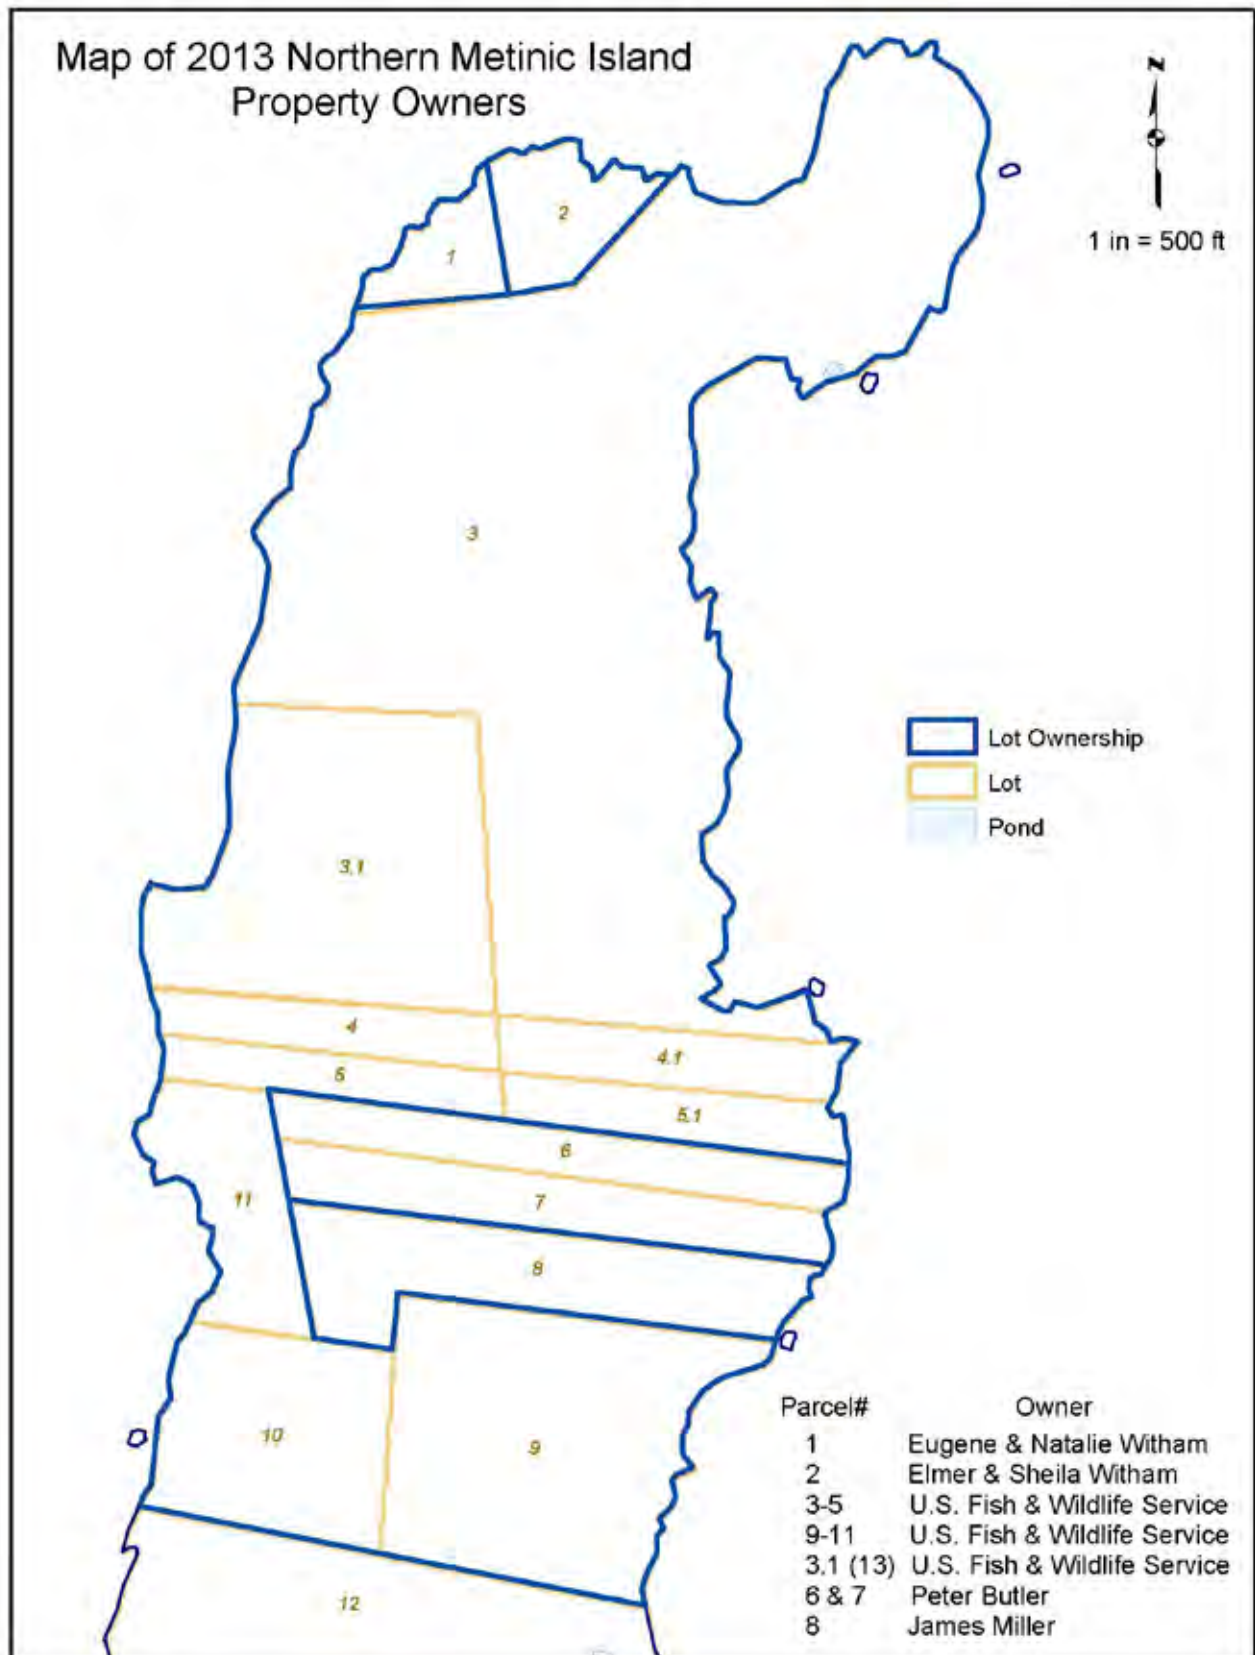 Map of 2013 Northern Metinic Island
Property Owners
N
1 in = 500 ft
2
1
3
Lot Ownership
Lot
Pond
3.1
4
4.1
5
5.1
6
7
11
8
10
9
12
Parcel# Owner
1 Eugene & Natalie Witham
2 Elmer & Sheila Witham
3-5 U.S. Fish & Wildlife Service
9-11 U.S. Fish & Wildlife Service
3.1 (13) U.S. Fish & Wildlife Service
6 & 7 Peter Butler
8 James Miller